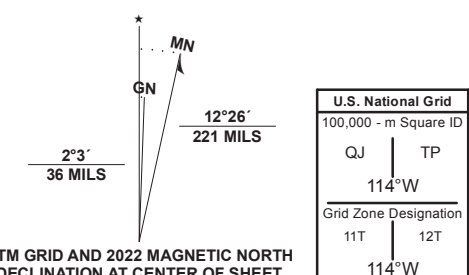 ★
MN
GN
12°26´
221 MILS
2°3´
36 MILS
TM GRID AND 2022 MAGNETIC NORTH
DECLINATION AT CENTER OF SHEET
U.S. National Grid
100,000 - m Square ID
QJ TP
114°W
Grid Zone Designation
11T 12T
114°W